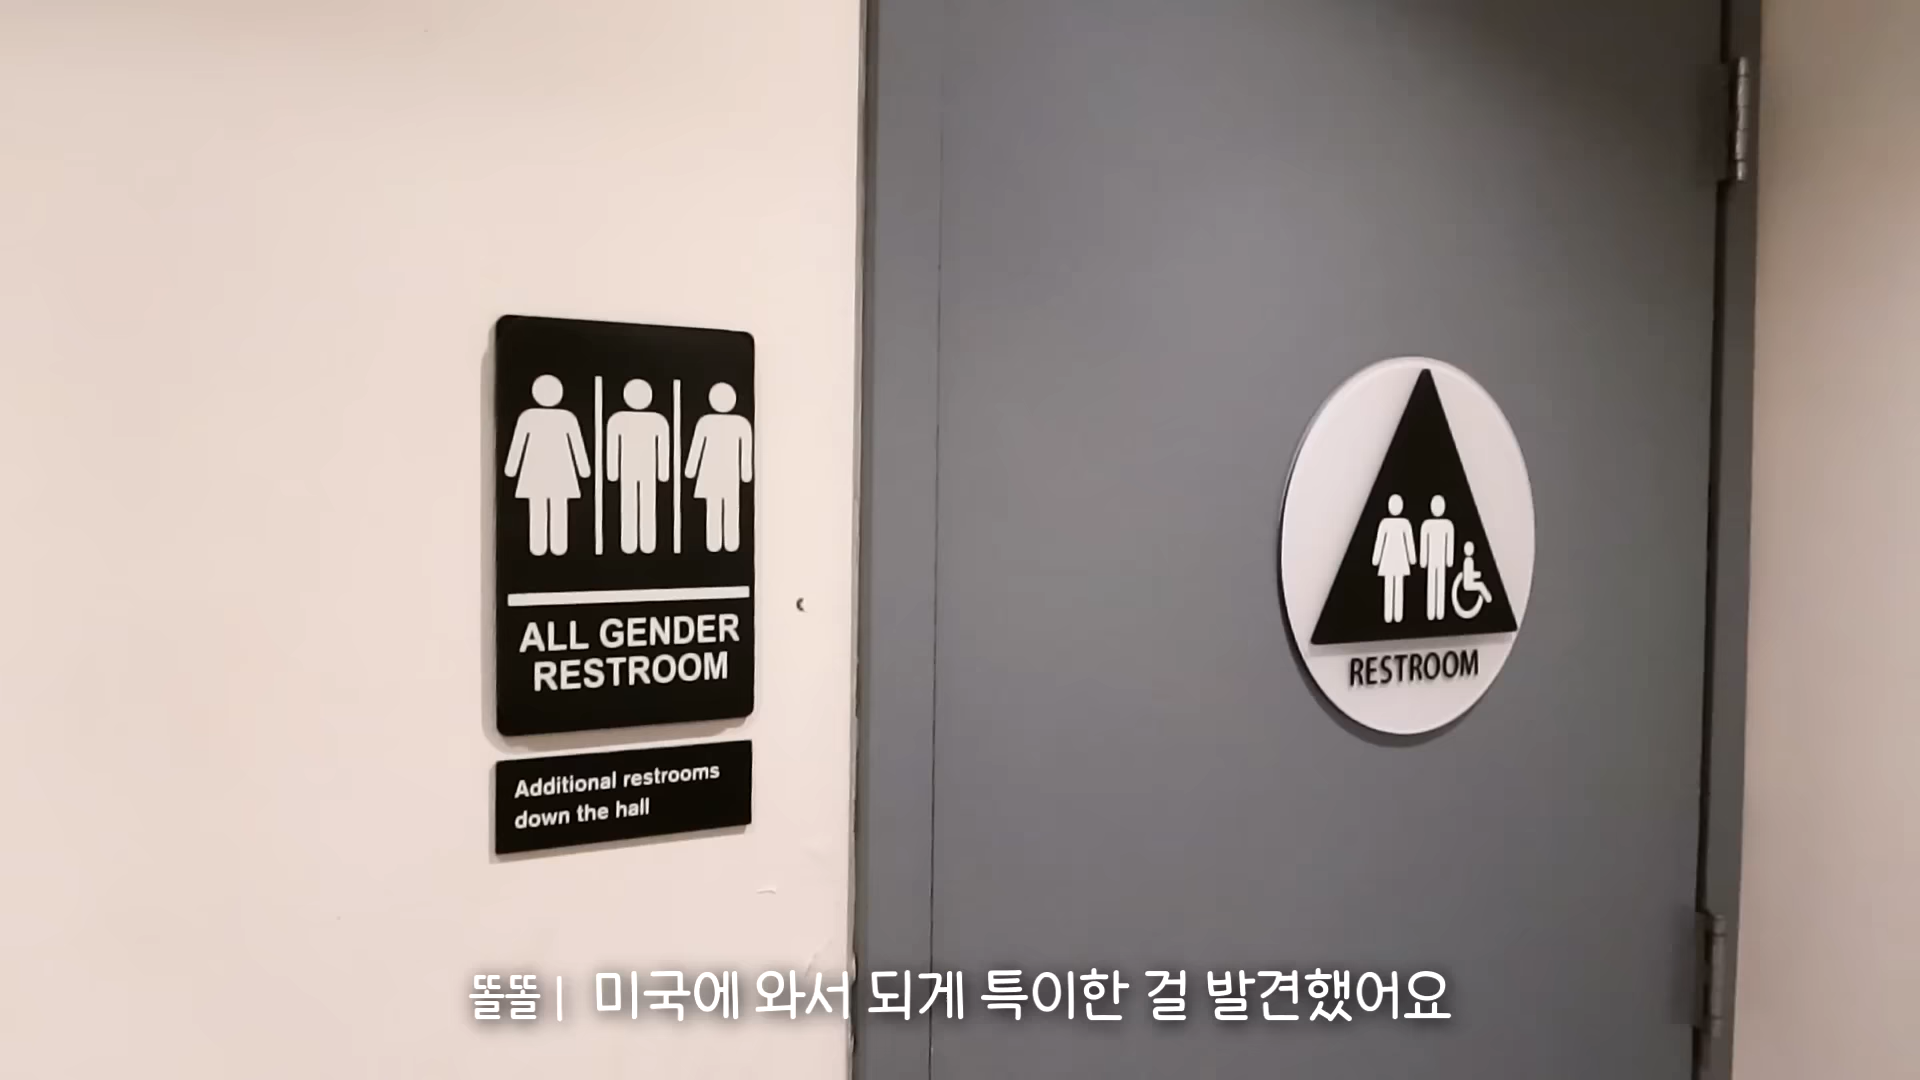 ALL GENDER
RESTROOM
Additional restrooms
down the hall
RESTROOM
똘똘 | 미국에 와서 되게 특이한 걸 발견했어요